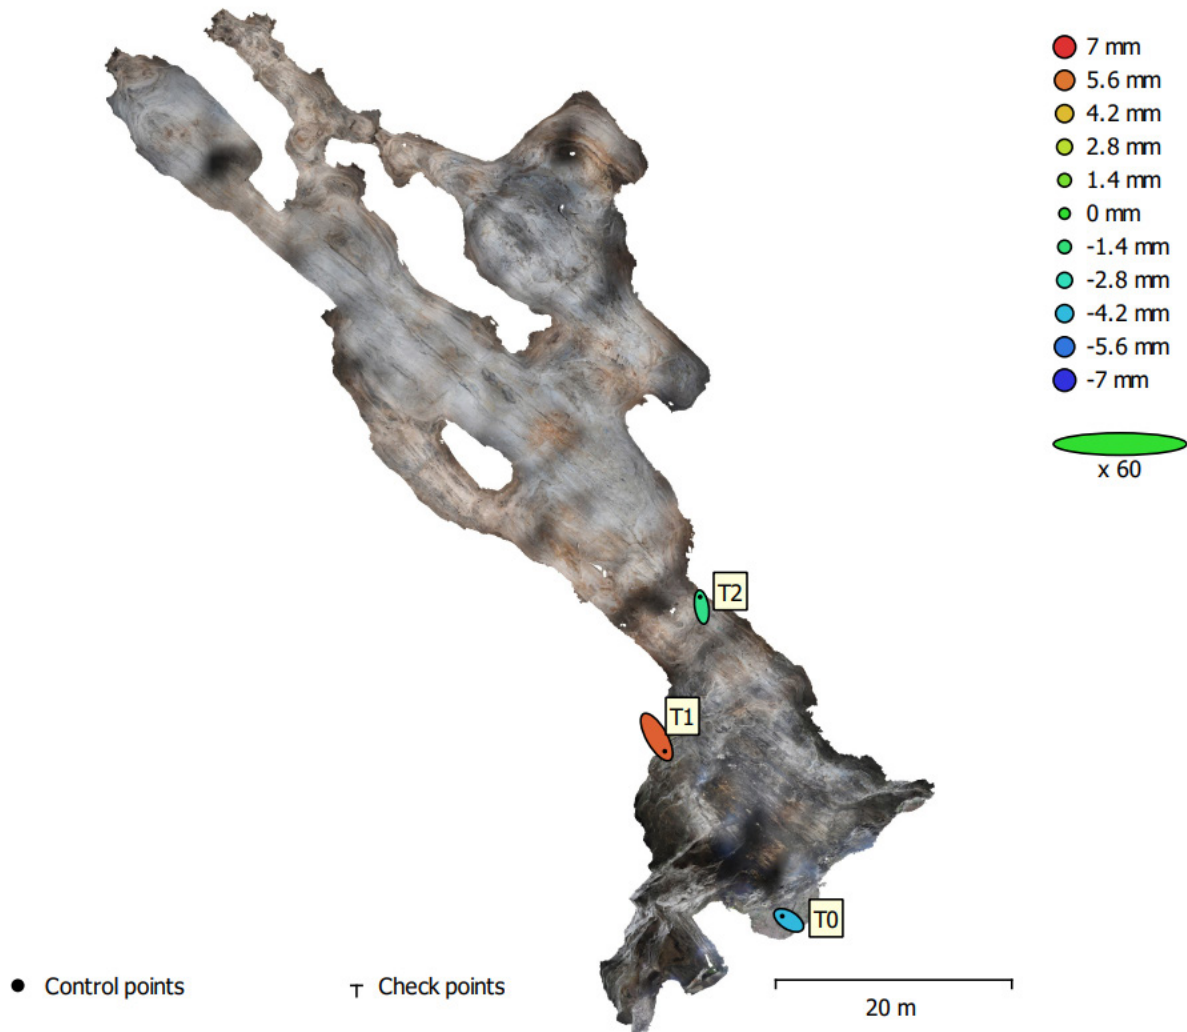 7 mm
5.6 mm
4.2 mm
2.8 mm
1.4 mm
0 mm
-1.4 mm
-2.8 mm
-4.2 mm
-5.6 mm
-7 mm
x 60
T2
T1
T0
Control points
Check points
20 m